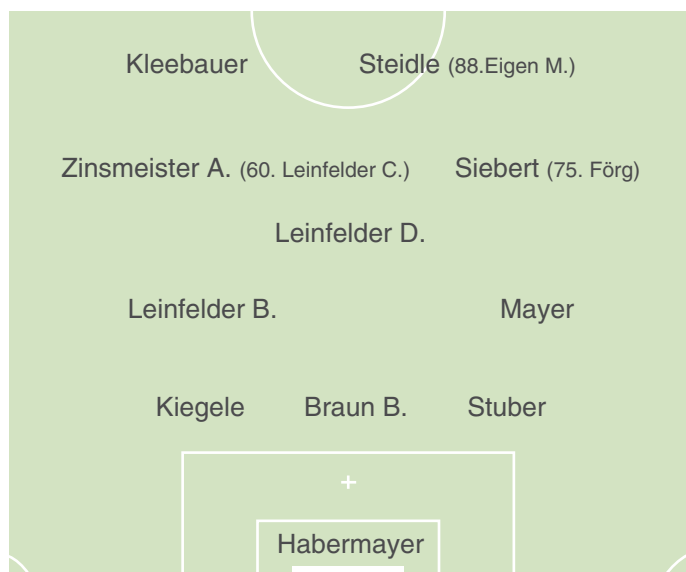 Kleebauer Steidle (88.Eigen M.)
Zinsmeister A. (60. Leinfelder C.) Siebert (75. Förg)
Leinfelder D.
Leinfelder B. Mayer
Kiegele Braun B. Stuber
Habermayer